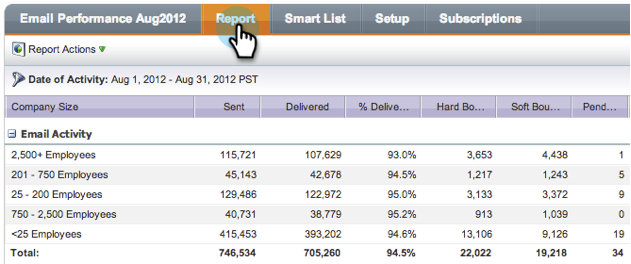 Email Performance Aug2012 Report Smart List Setup Subscriptions
Report Actions
Date of Activity: Aug 1, 2012 - Aug 31, 2012 PST
Company Size Sent Delivered % Delive... Hard Bo... Soft Bou... Pend...
Email Activity
2,500+ Employees 115,721 107,629 93.0% 3,653 4,438 1
201 - 750 Employees 45,143 42,678 94.5% 1,217 1,243 5
25 - 200 Employees 129,486 122,972 95.0% 3,133 3,372 9
750 - 2,500 Employees 40,731 38,779 95.2% 913 1,039 0
<25 Employees 415,453 393,202 94.6% 13,106 9,126 19
Total: 746,534 705,260 94.5% 22,022 19,218 34